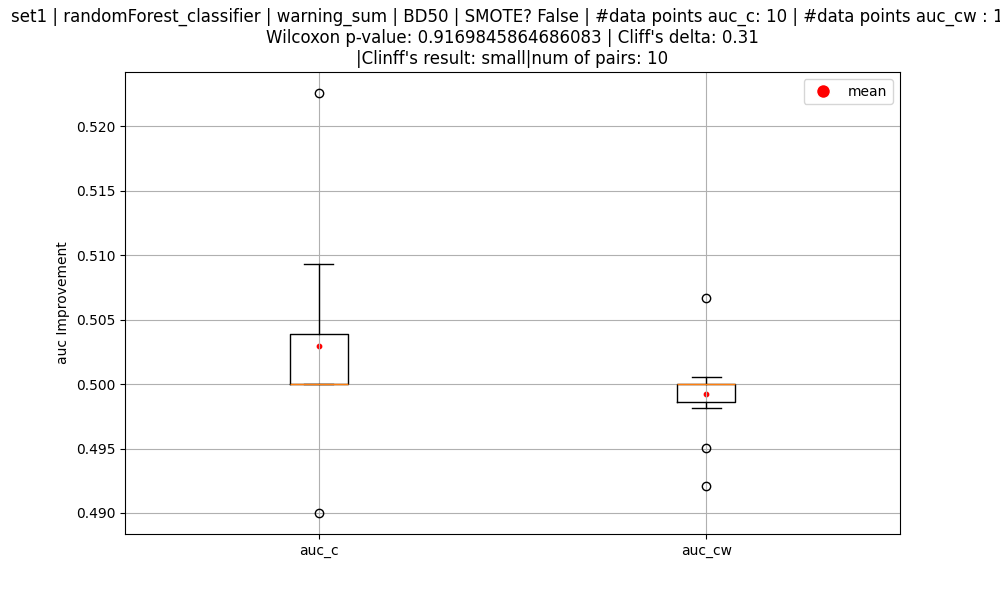 set1 | randomForest_classifier | warning_sum | BD50 | SMOTE? False | #data points auc_c: 10 | #data points auc_cw : 1
Wilcoxon p-value: 0.9169845864686083 | Cliff's delta: 0.31
|Clinff's result: small|num of pairs: 10
mean
0.520
0.515
0.510
0.505
0.500
0.495
0.490
auc Improvement
auc_c
auc_cw